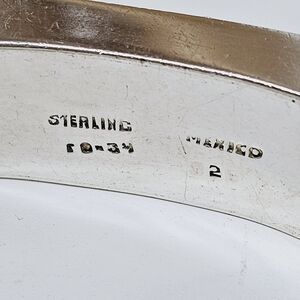 STERLING
TO-34
MEXICO
2